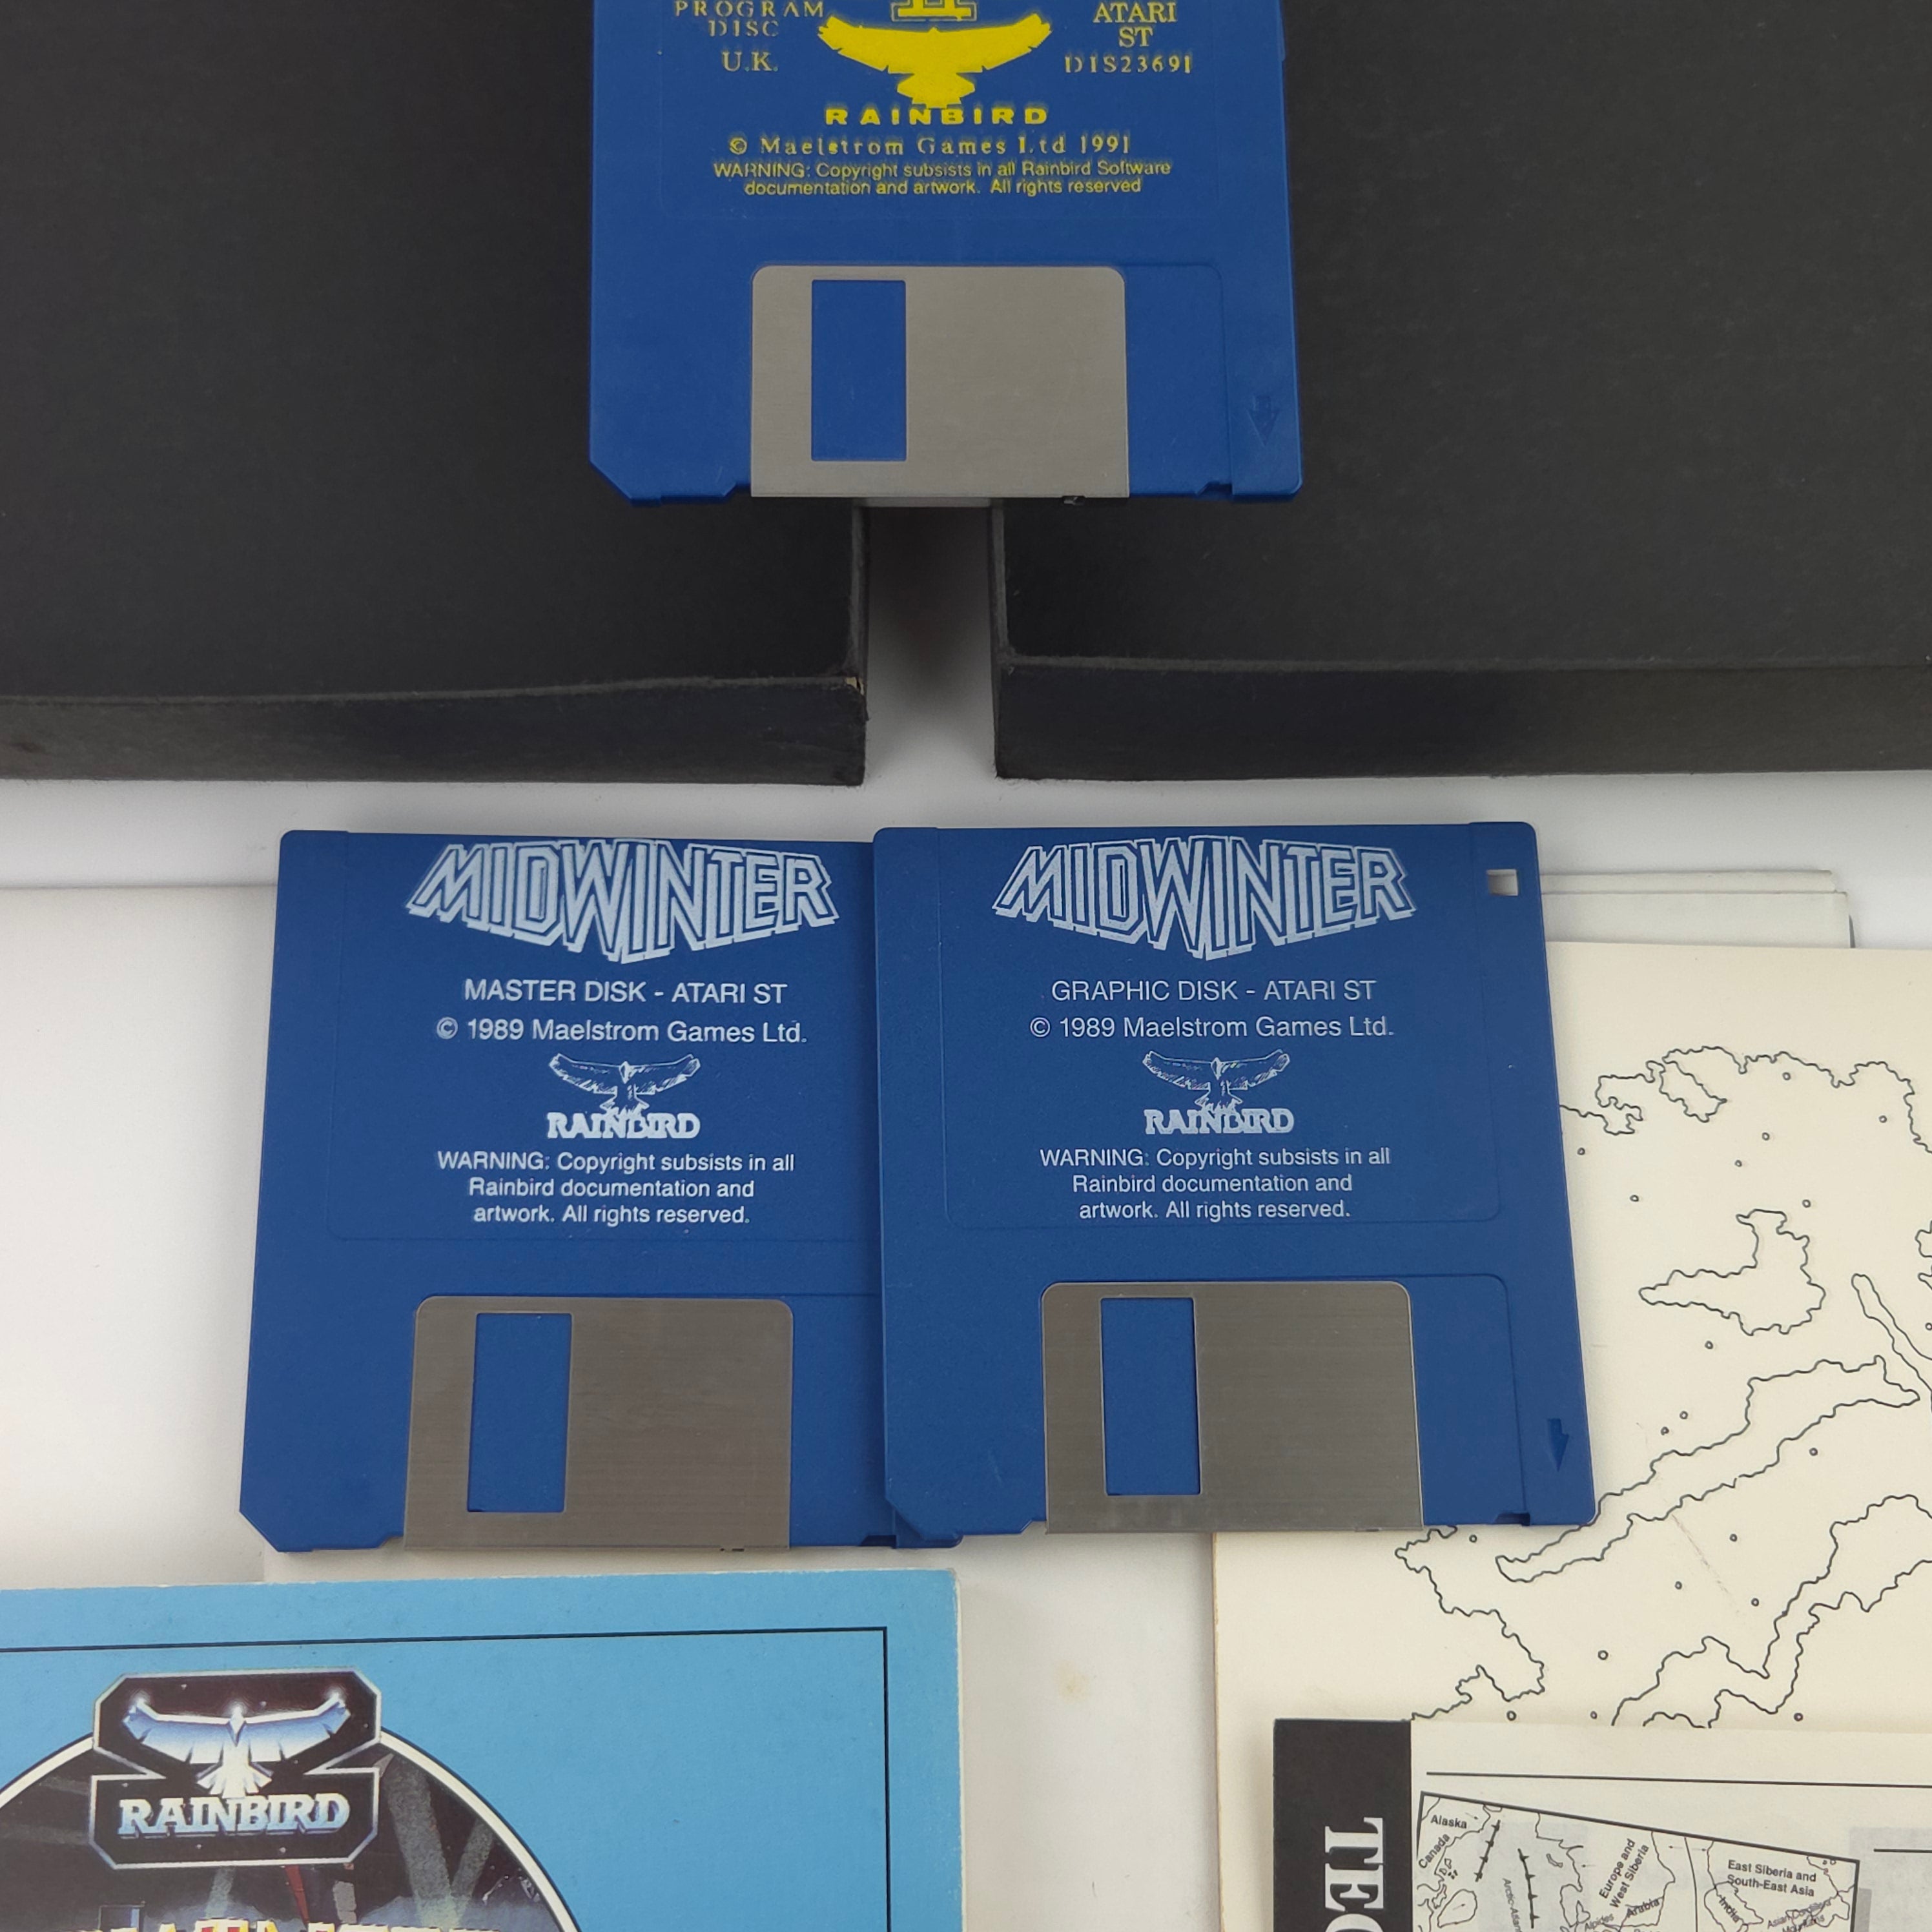 PROGRAM
DISC
U.K.
II
ATARI
ST
DIS23691
RAINBIRD
© Maelstrom Games Ltd 1991
WARNING: Copyright subsists in all Rainbird Software
documentation and artwork. All rights reserved
MIDWINTER
MASTER DISK - ATARI ST
© 1989 Maelstrom Games Ltd.
RAINBIRD
WARNING: Copyright subsists in all
Rainbird documentation and
artwork. All rights reserved.
MIDWINTER
GRAPHIC DISK - ATARI ST
© 1989 Maelstrom Games Ltd.
RAINBIRD
WARNING: Copyright subsists in all
Rainbird documentation and
artwork. All rights reserved.
RAINBIRD
Alaska
Canada
Europe and
West Siberia
Arabia
Alpides
East Siberia and
South-East Asia
India